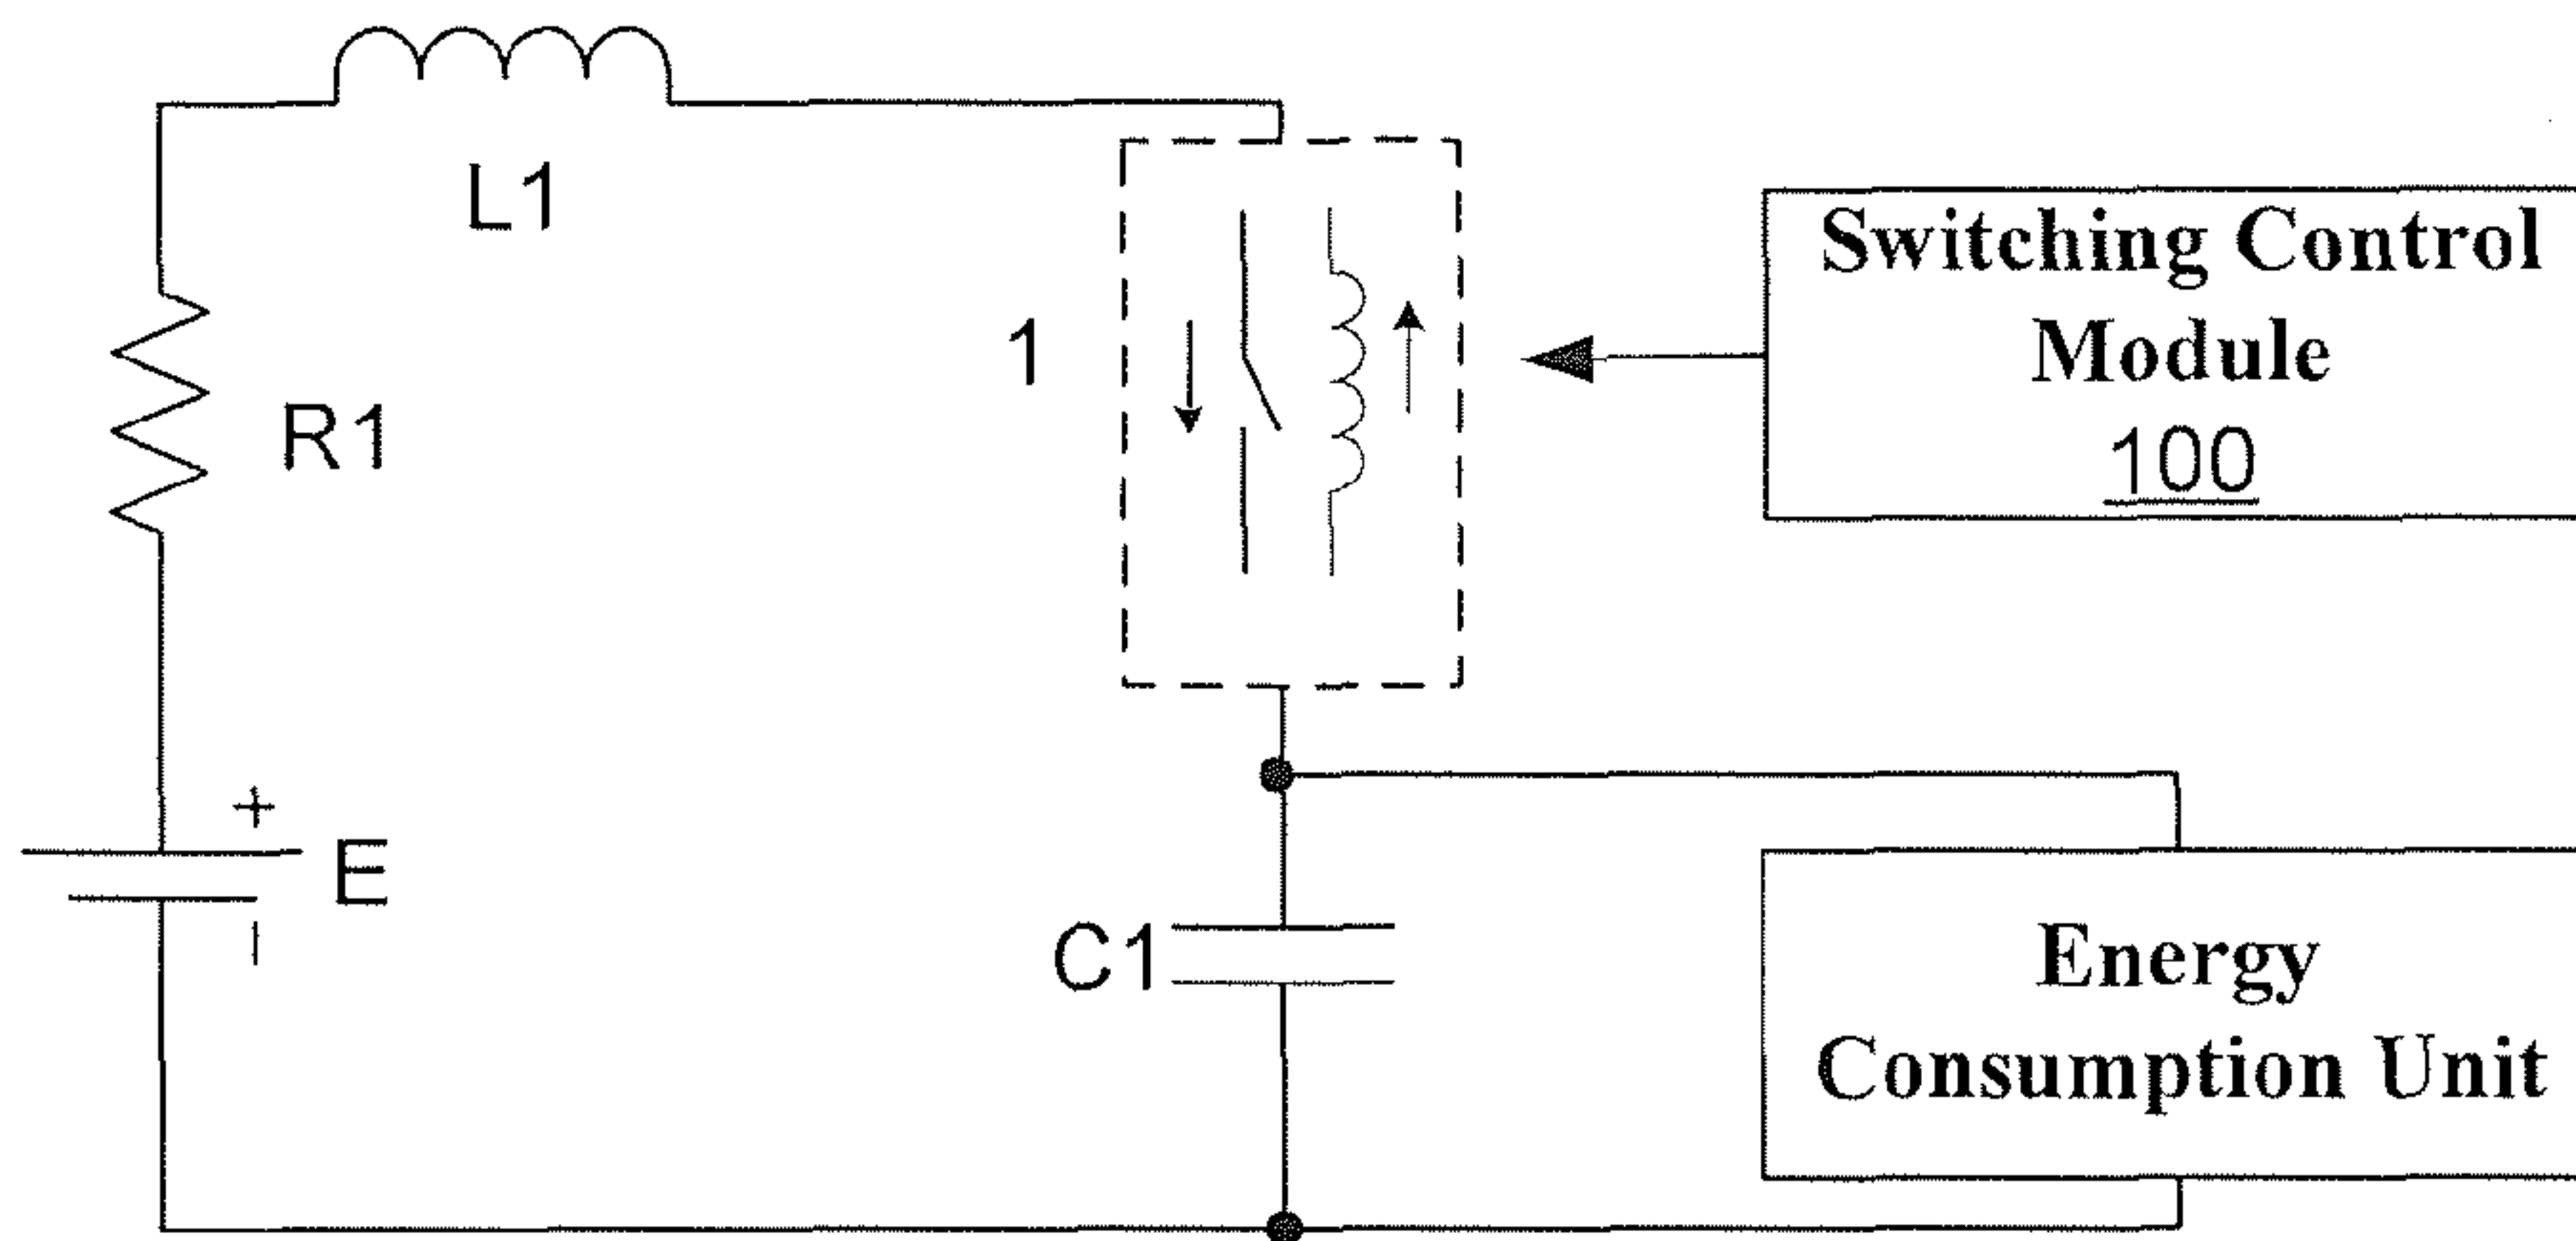 L1
R1
1
Switching Control
Module
100
+
E
C1
Energy
Consumption Unit